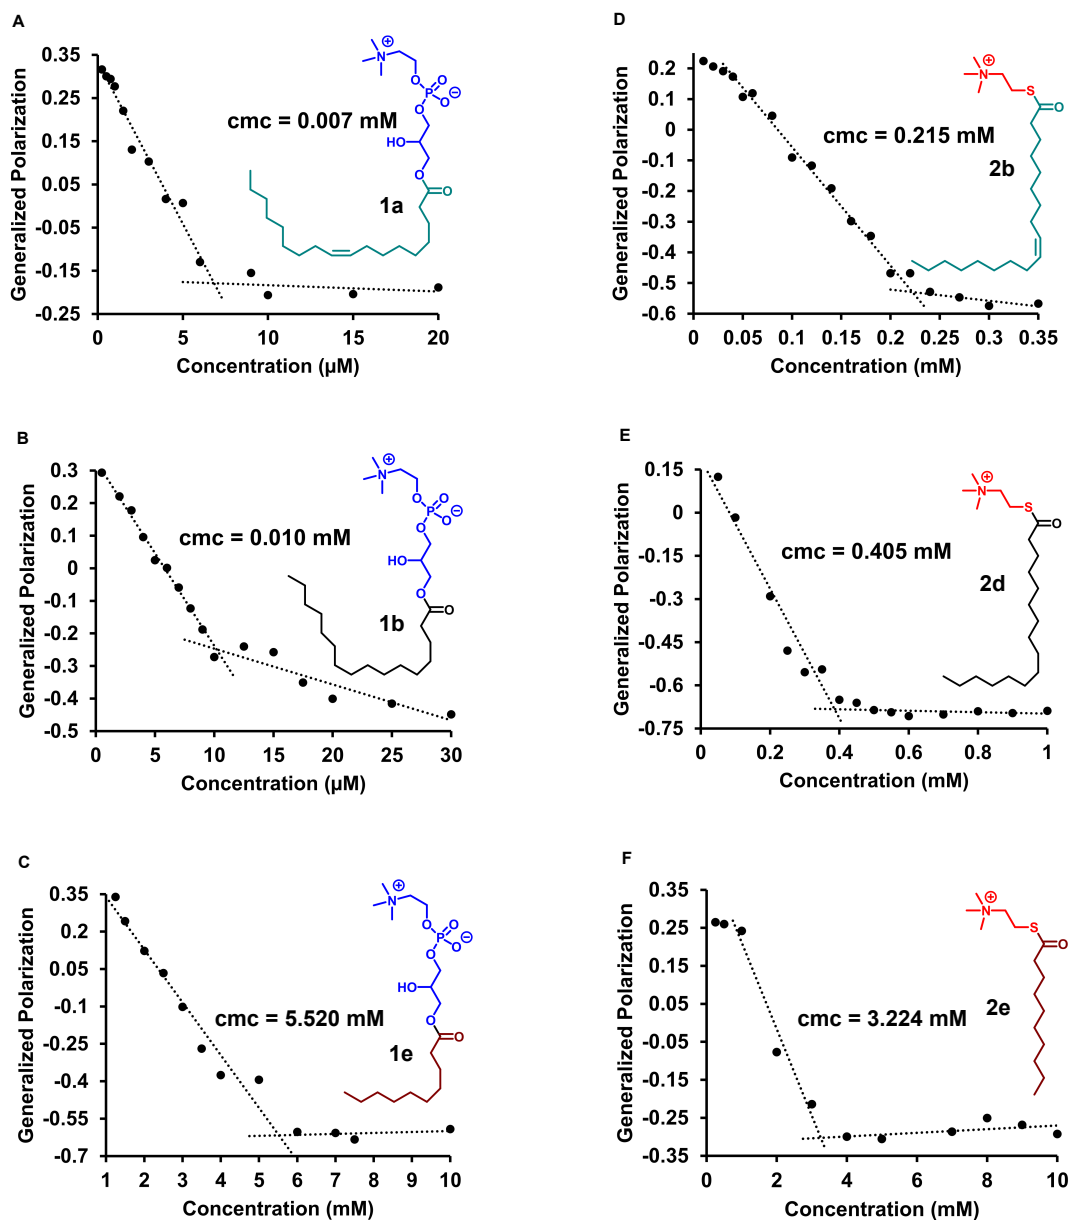 A
Generalized Polarization
0.35
0.25
0.15
0.05
-0.05
-0.15
-0.25
0
5
10
15
20
Concentration (µM)
cmc = 0.007 mM
1a
N
⊕
O
P
O
O
⊖
O
HO
O
O
B
Generalized Polarization
0.3
0.2
0.1
0
-0.1
-0.2
-0.3
-0.4
-0.5
0
5
10
15
20
25
30
Concentration (µM)
cmc = 0.010 mM
1b
N
⊕
O
P
O
O
⊖
O
HO
O
O
C
Generalized Polarization
0.35
0.2
0.05
-0.1
-0.25
-0.4
-0.55
-0.7
1
2
3
4
5
6
7
8
9
10
Concentration (mM)
cmc = 5.520 mM
1e
N
⊕
O
P
O
O
⊖
O
HO
O
O
D
Generalized Polarization
0.2
0.1
0
-0.1
-0.2
-0.3
-0.4
-0.5
-0.6
0
0.05
0.1
0.15
0.2
0.25
0.3
0.35
Concentration (mM)
cmc = 0.215 mM
2b
N
⊕
S
O
E
Generalized Polarization
0.15
0
-0.15
-0.3
-0.45
-0.6
-0.75
0
0.2
0.4
0.6
0.8
1
Concentration (mM)
cmc = 0.405 mM
2d
N
⊕
S
O
F
Generalized Polarization
0.35
0.25
0.15
0.05
-0.05
-0.15
-0.25
-0.35
0
2
4
6
8
10
Concentration (mM)
cmc = 3.224 mM
2e
N
⊕
S
O